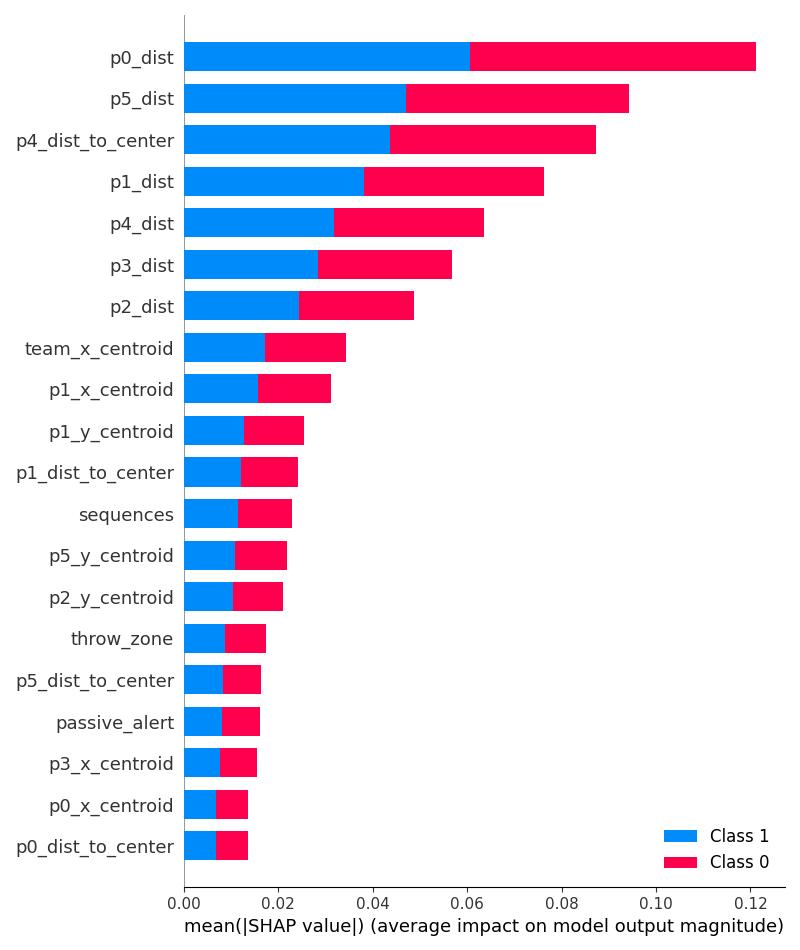 p0_dist
p5_dist
p4_dist_to_center
p1_dist
p4_dist
p3_dist
p2_dist
team_x_centroid
p1_x_centroid
p1_y_centroid
p1_dist_to_center
sequences
p5_y_centroid
p2_y_centroid
throw_zone
p5_dist_to_center
passive_alert
p3_x_centroid
p0_x_centroid
p0_dist_to_center
Class 1
Class 0
0.00 0.02 0.04 0.06 0.08 0.10 0.12
mean(|SHAP value|) (average impact on model output magnitude)